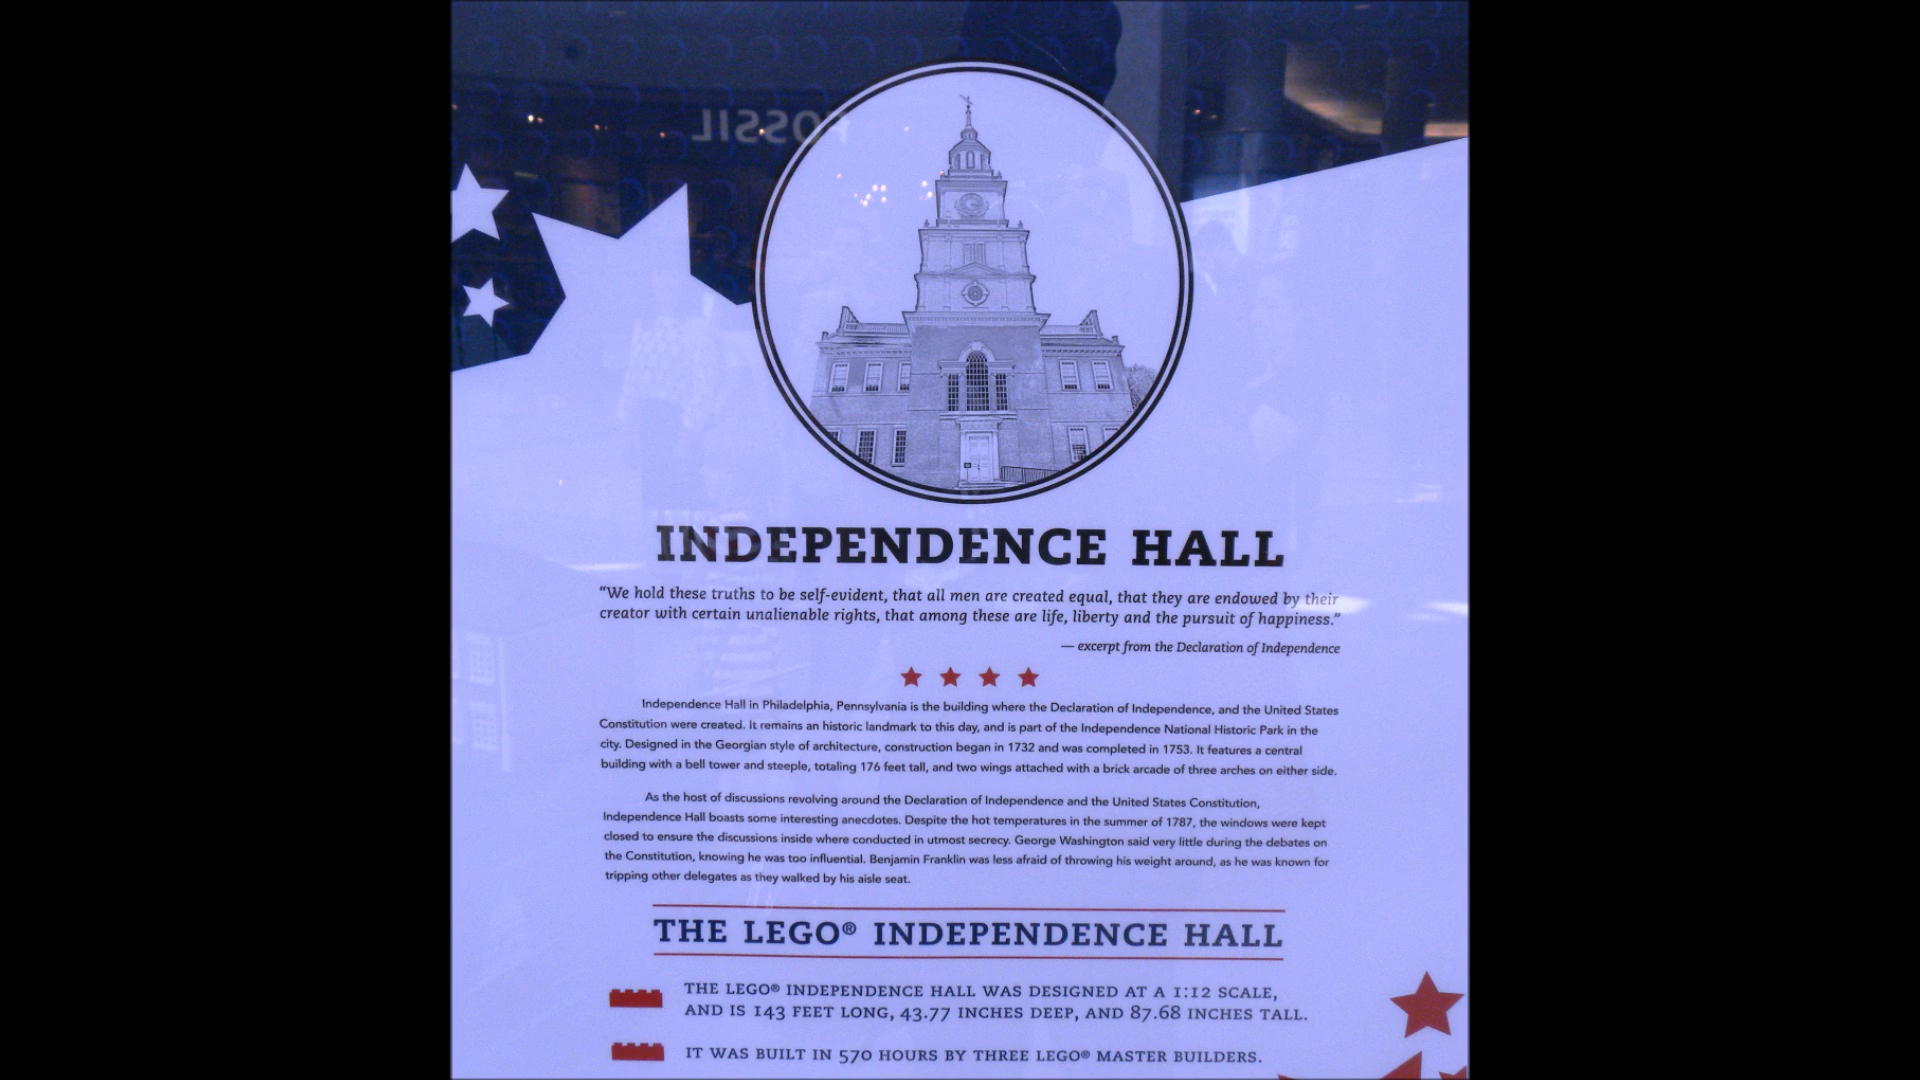 FOSSIL
INDEPENDENCE HALL
“We hold these truths to be self-evident, that all men are created equal, that they are endowed by their
creator with certain unalienable rights, that among these are life, liberty and the pursuit of happiness.”
— excerpt from the Declaration of Independence
Independence Hall in Philadelphia, Pennsylvania is the building where the Declaration of Independence, and the United States
Constitution were created. It remains an historic landmark to this day, and is part of the Independence National Historic Park in the
city. Designed in the Georgian style of architecture, construction began in 1732 and was completed in 1753. It features a central
building with a bell tower and steeple, totaling 176 feet tall, and two wings attached with a brick arcade of three arches on either side.
As the host of discussions revolving around the Declaration of Independence and the United States Constitution,
Independence Hall boasts some interesting anecdotes. Despite the hot temperatures in the summer of 1787, the windows were kept
closed to ensure the discussions inside where conducted in utmost secrecy. George Washington said very little during the debates on
the Constitution, knowing he was too influential. Benjamin Franklin was less afraid of throwing his weight around, as he was known for
tripping other delegates as they walked by his aisle seat.
THE LEGO® INDEPENDENCE HALL
THE LEGO® INDEPENDENCE HALL WAS DESIGNED AT A 1:12 SCALE,
AND IS 143 FEET LONG, 43.77 INCHES DEEP, AND 87.68 INCHES TALL.
IT WAS BUILT IN 570 HOURS BY THREE LEGO® MASTER BUILDERS.